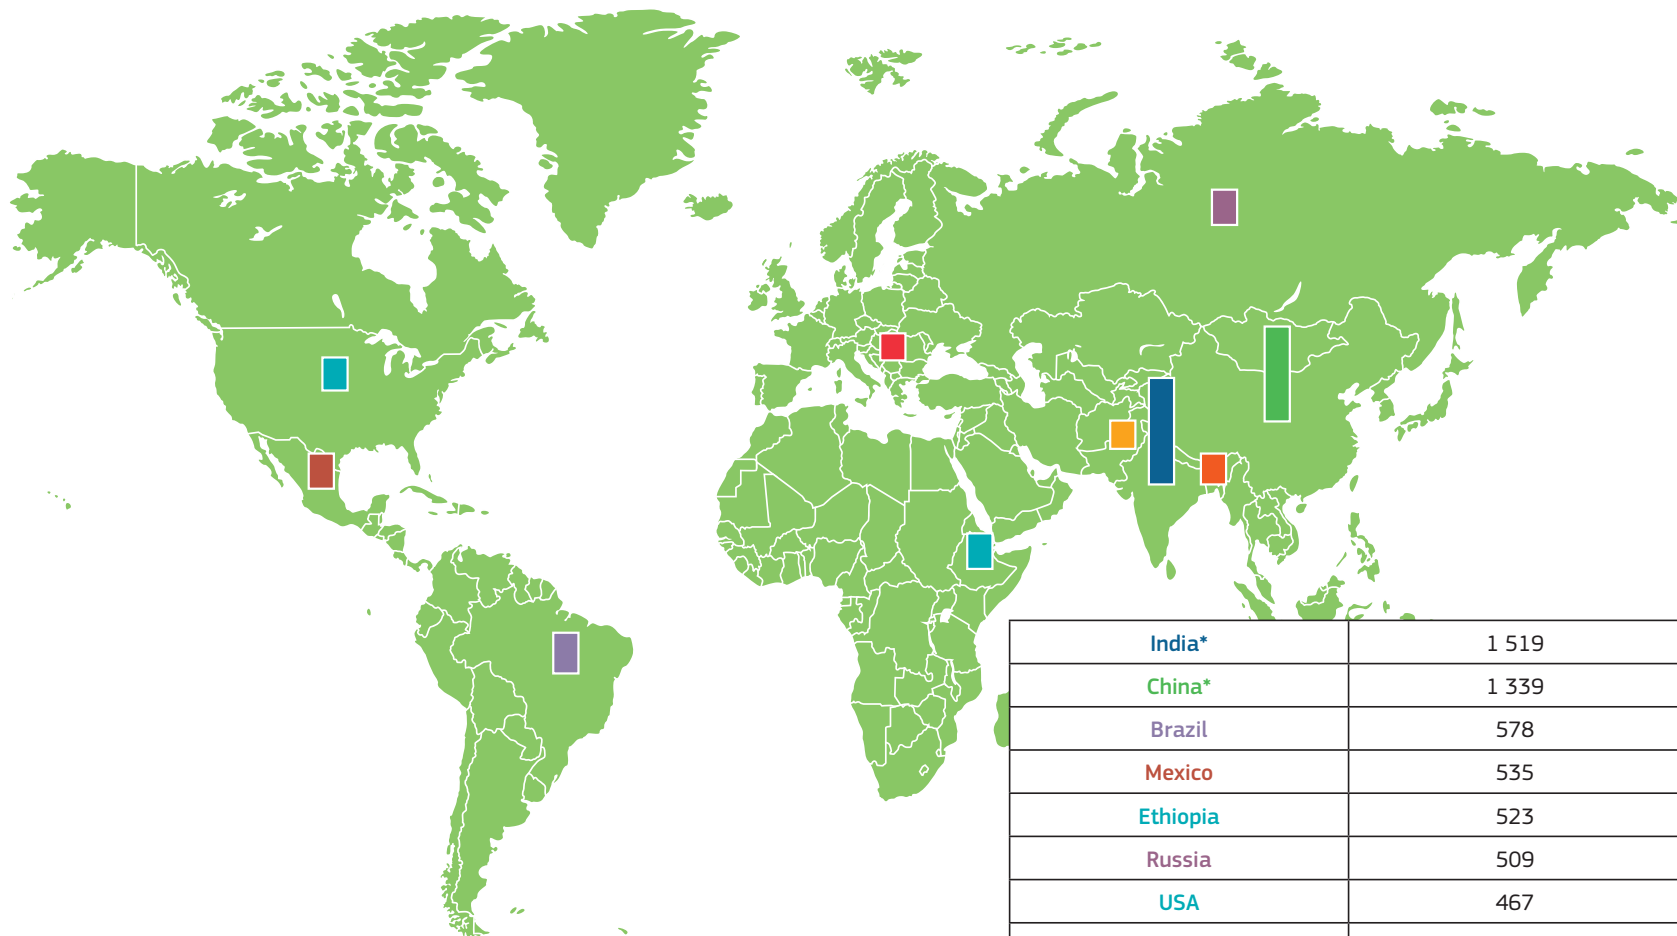 India* 1 519
China* 1 339
Brazil 578
Mexico 535
Ethiopia 523
Russia 509
USA 467